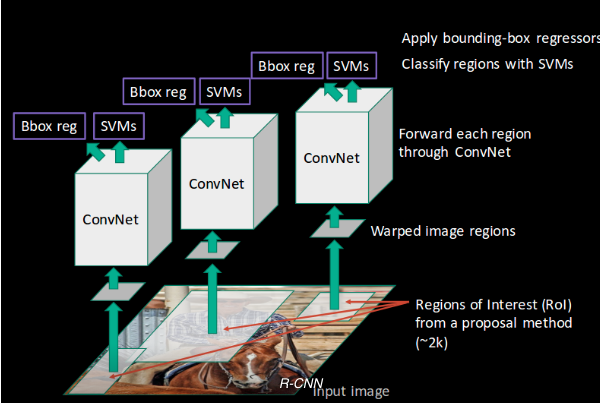 Apply bounding-box regressors
Bbox reg SVMs
Classify regions with SVMs
Bbox reg SVMs
Bbox reg SVMs
Forward each region
through ConvNet
ConvNet
ConvNet
ConvNet
Warped image regions
Regions of Interest (RoI)
from a proposal method
(~2k)
R-CNN
Input image